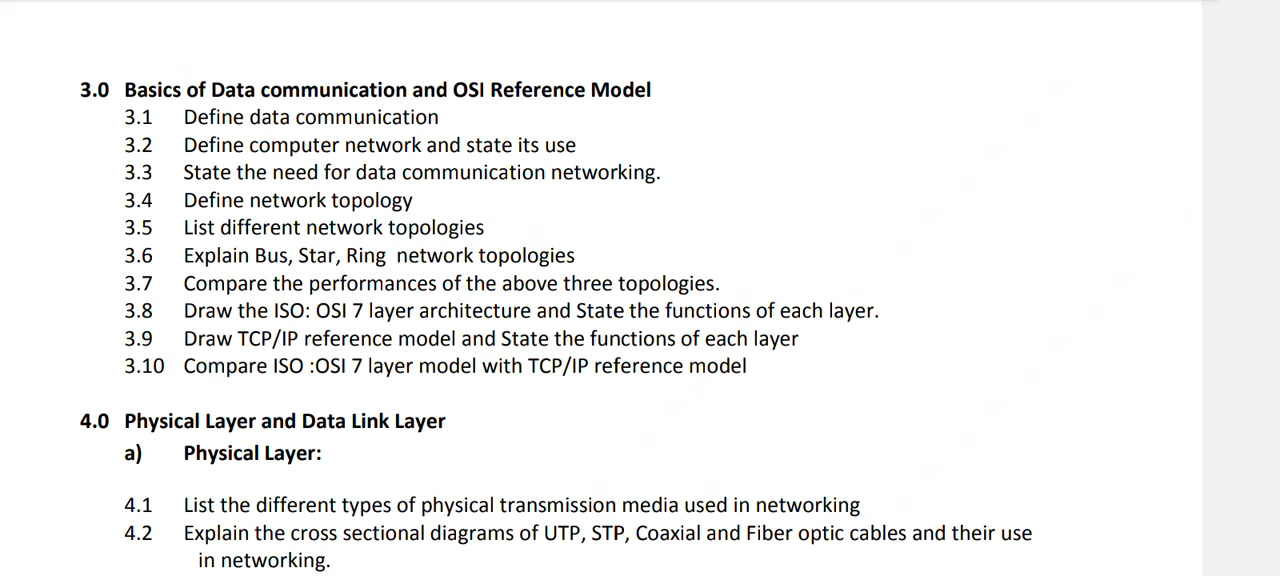 3.0 Basics of Data communication and OSI Reference Model
3.1 Define data communication
3.2 Define computer network and state its use
3.3 State the need for data communication networking.
3.4 Define network topology
3.5 List different network topologies
3.6 Explain Bus, Star, Ring  network topologies
3.7 Compare the performances of the above three topologies.
3.8 Draw the ISO: OSI 7 layer architecture and State the functions of each layer.
3.9 Draw TCP/IP reference model and State the functions of each layer
3.10 Compare ISO :OSI 7 layer model with TCP/IP reference model
4.0 Physical Layer and Data Link Layer
a) Physical Layer:
4.1 List the different types of physical transmission media used in networking
4.2 Explain the cross sectional diagrams of UTP, STP, Coaxial and Fiber optic cables and their use
in networking.